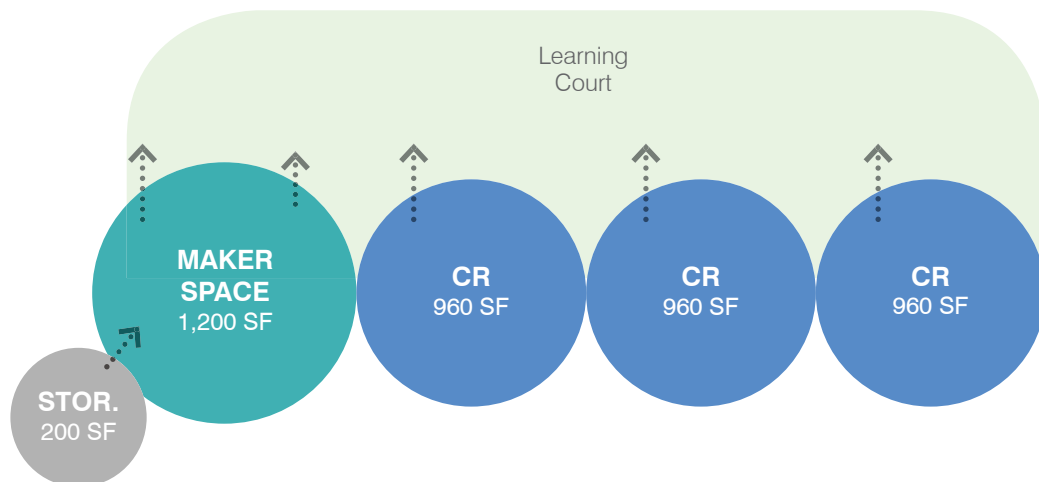 Learning
Court
MAKER
SPACE
1,200 SF
CR
960 SF
CR
960 SF
CR
960 SF
STOR.
200 SF